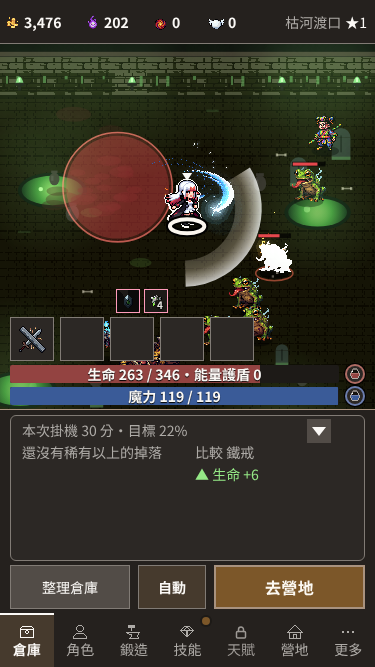 3,476 202 0 0 枯河渡口 ★1
4
生命 263 / 346・能量護盾 0
魔力 119 / 119
本次掛機 30 分・目標 22%
還沒有稀有以上的掉落
比較 鐵戒
▲ 生命 +6
整理倉庫 自動 去營地
倉庫 角色 鍛造 技能 天賦 營地 更多